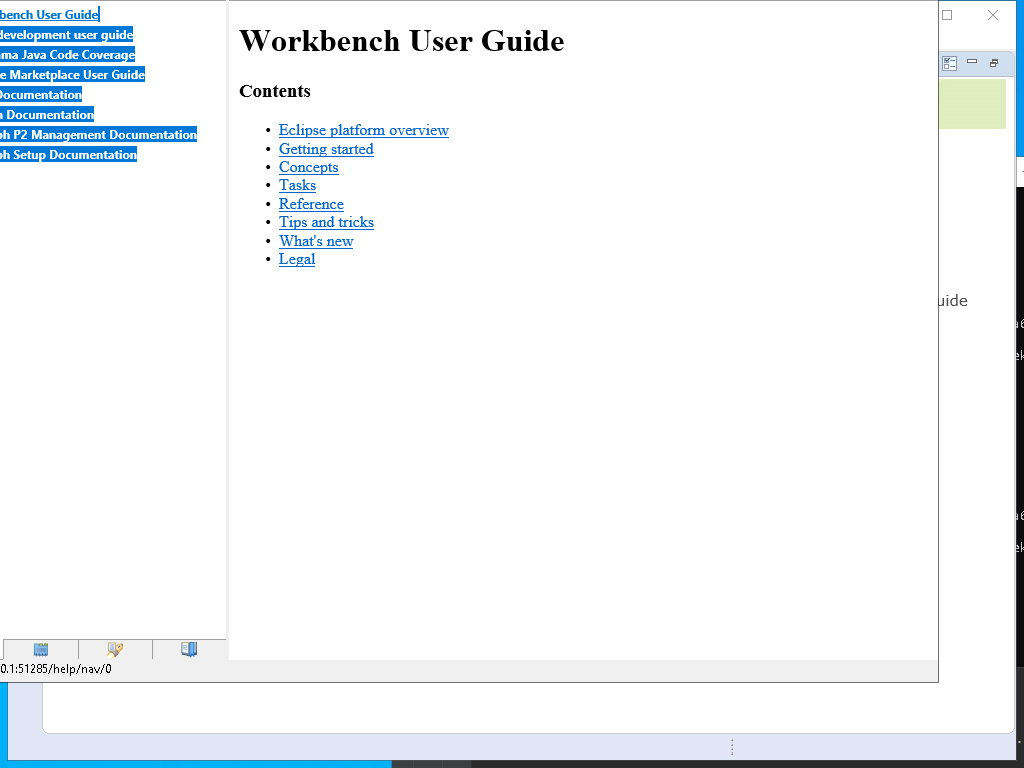 bench User Guide
development user guide
ma Java Code Coverage
e Marketplace User Guide
Documentation
n Documentation
ph P2 Management Documentation
ph Setup Documentation
Workbench User Guide
Contents
• Eclipse platform overview
• Getting started
• Concepts
• Tasks
• Reference
• Tips and tricks
• What's new
• Legal
uide
0.1:51285/help/nav/0